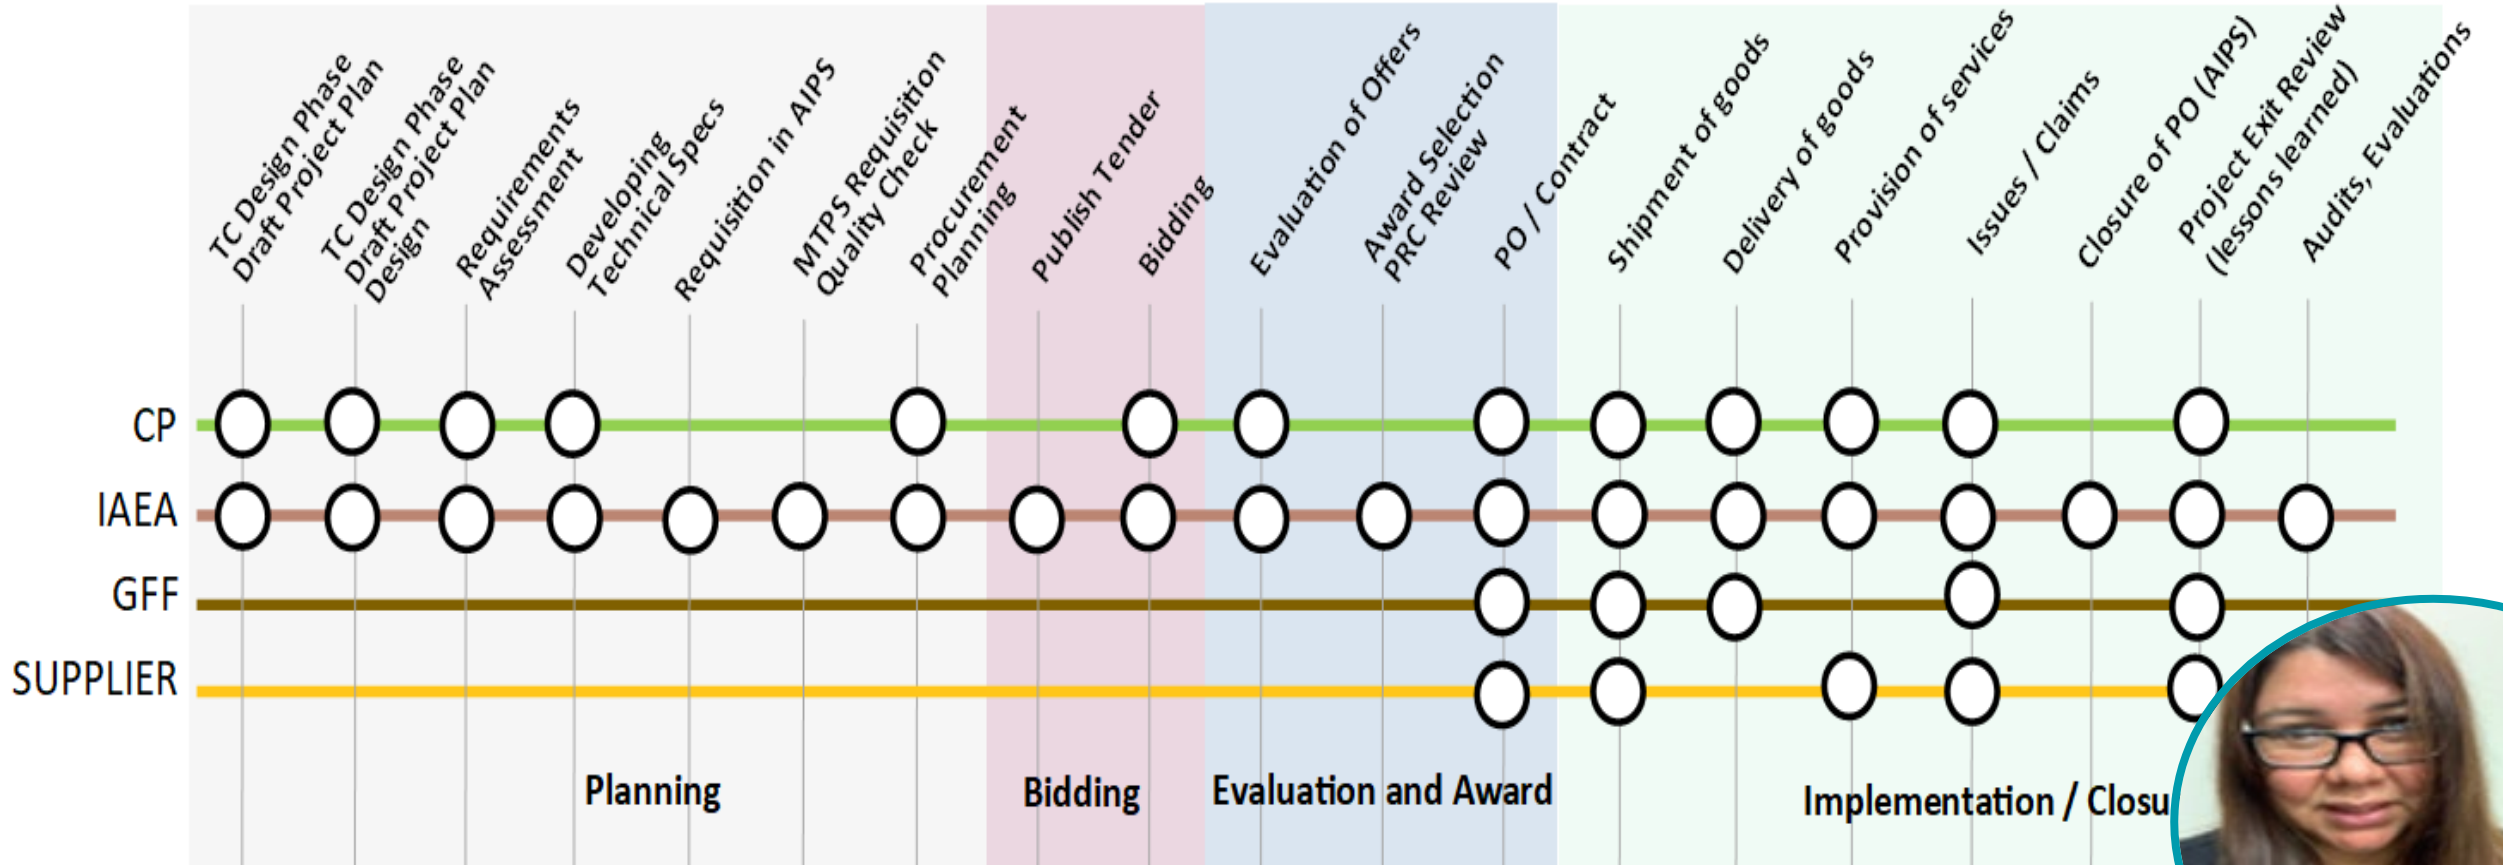 TC Design Phase
Draft Project Plan
TC Design Phase
Draft Project Plan
Design
Requirements
Assessment
Developing
Technical Specs
Requisition in AIPS
MTPS Requisition
Quality Check
Procurement
Planning
Publish Tender
Bidding
Evaluation of Offers
Award Selection
PRC Review
PO / Contract
Shipment of goods
Delivery of goods
Provision of services
Issues / Claims
Closure of PO (AIPS)
Project Exit Review
(lessons learned)
Audits, Evaluations
CP
IAEA
GFF
SUPPLIER
Planning
Bidding
Evaluation and Award
Implementation / Closu